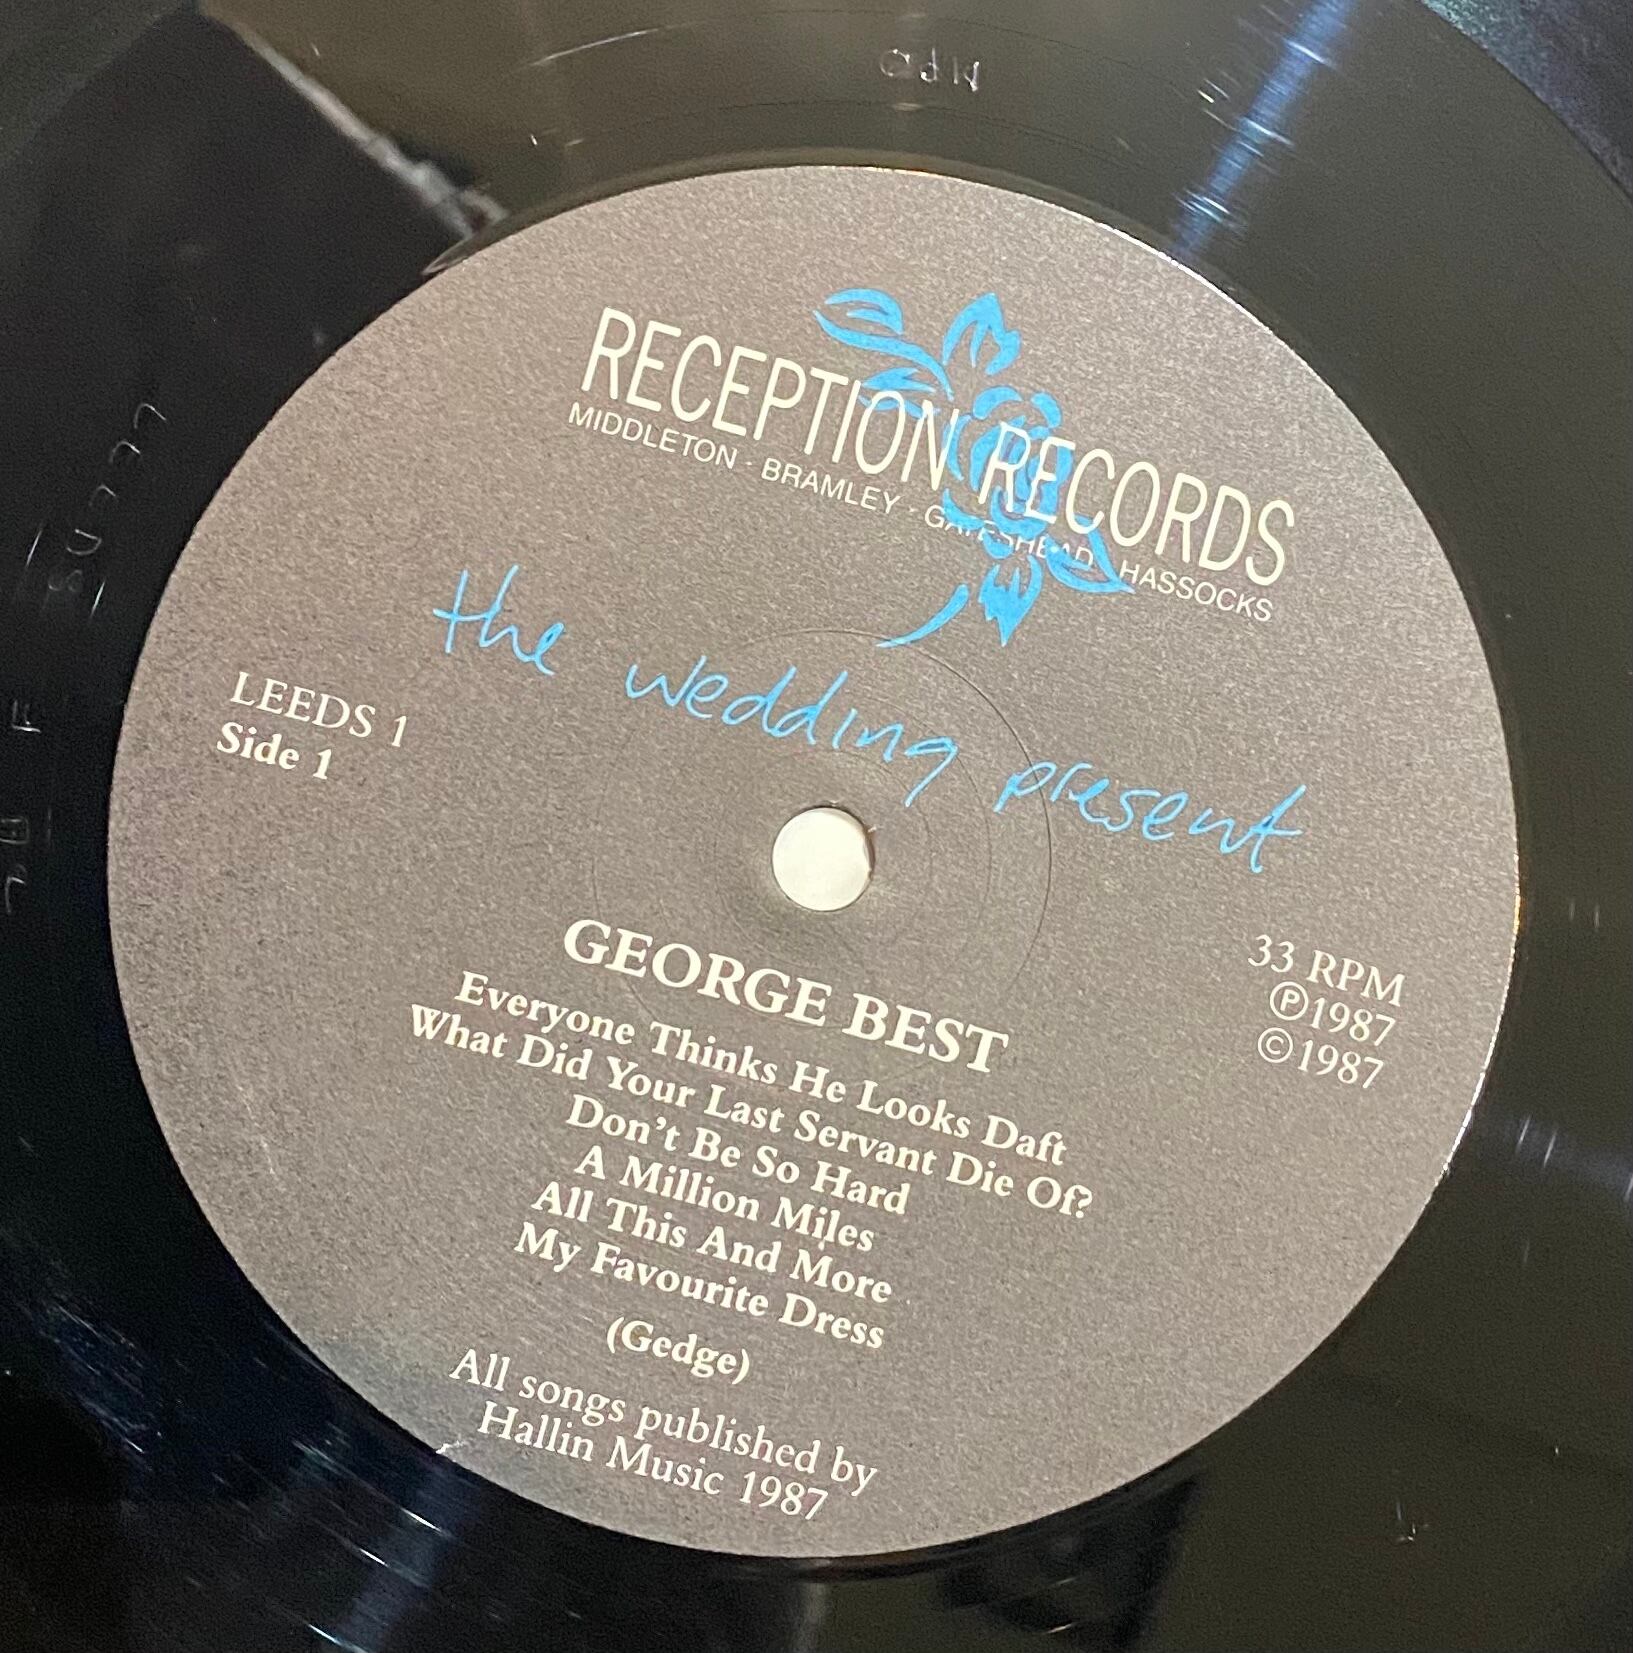 RECEPTION RECORDS
MIDDLETON · BRAMLEY · GATESHEAD · HASSOCKS
the wedding present
LEEDS 1
Side 1
33 RPM
Ⓟ1987
©1987
GEORGE BEST
Everyone Thinks He Looks Daft
What Did Your Last Servant Die Of?
Don't Be So Hard
A Million Miles
All This And More
My Favourite Dress
(Gedge)
All songs published by
Hallin Music 1987